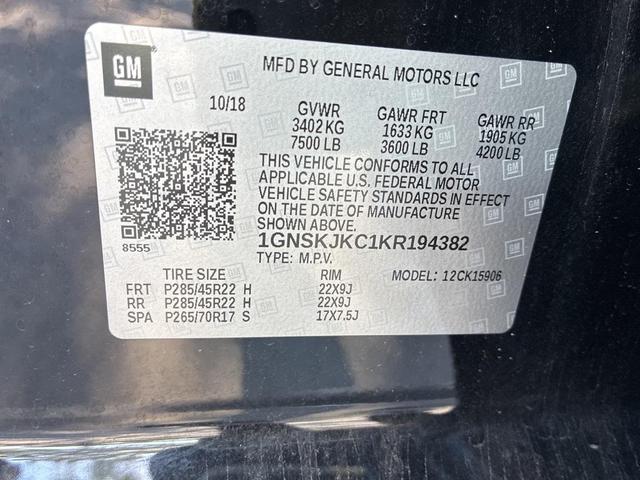 GM
MFD BY GENERAL MOTORS LLC
10/18
GVWR GAWR FRT GAWR RR
3402 KG 1633 KG 1905 KG
7500 LB 3600 LB 4200 LB
THIS VEHICLE CONFORMS TO ALL
APPLICABLE U.S. FEDERAL MOTOR
VEHICLE SAFETY STANDARDS IN EFFECT
ON THE DATE OF MANUFACTURE
SHOWN ABOVE.
8555
1GNSKJKC1KR194382
TYPE: M.P.V.
TIRE SIZE RIM MODEL: 12CK15906
FRT P285/45R22 H 22X9J
RR P285/45R22 H 22X9J
SPA P265/70R17 S 17X7.5J